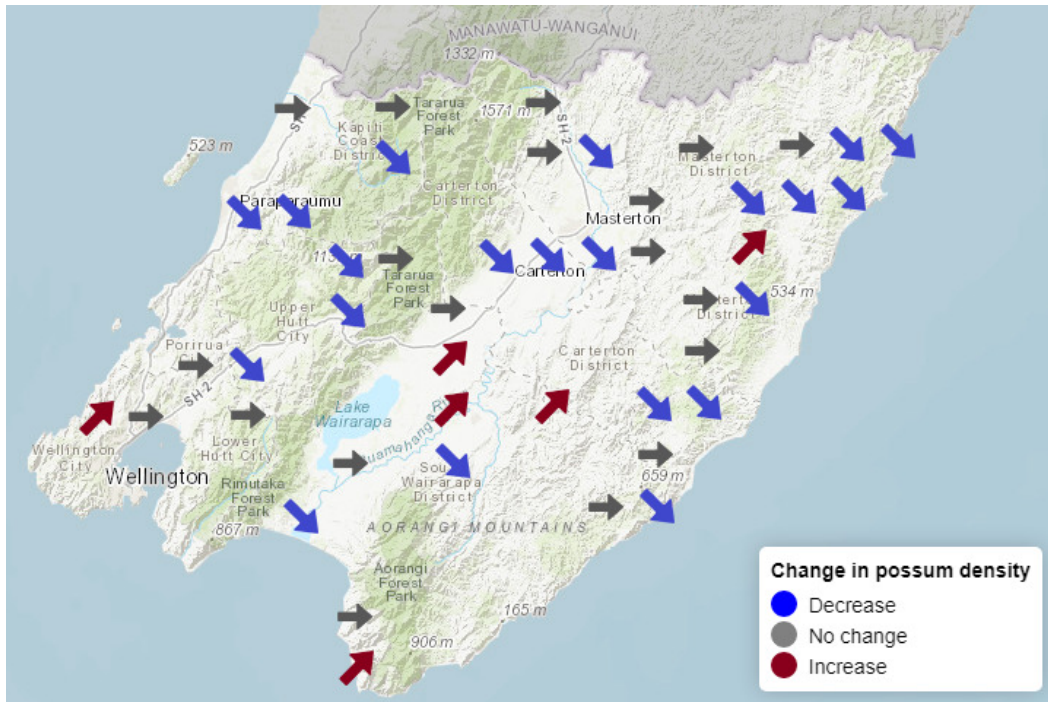 MANAWATU-WANGANUI
1332 m
Tararua
Forest
Park
1571 m
SH 2
Kapiti
Coast
District
523 m
Masterton
District
Carterton
District
Paraparaumu
Masterton
Carterton
Tararua
Forest
Park
534 m
Upper
Hutt
City
Porirua
SH 2
Carterton
District
Lake
Wairarapa
Lower
Hutt City
Wellington
City
Wellington
Rimutaka
Forest
Park
Wairarapa
District
659 m
867 m
AORANGI MOUNTAINS
Aorangi
Forest
Park
165 m
906 m
Change in possum density
Decrease
No change
Increase